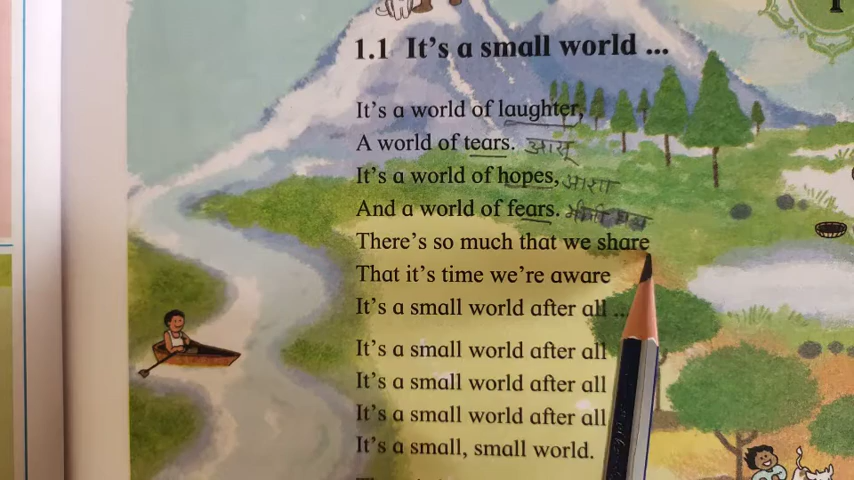 1.1 It's a small world ...
It's a world of laughter,
A world of tears. आसू
It's a world of hopes, आशा
And a world of fears.
There's so much that we share
That it's time we're aware
It's a small world after all ...
It's a small world after all
It's a small world after all
It's a small world after all
It's a small, small world.